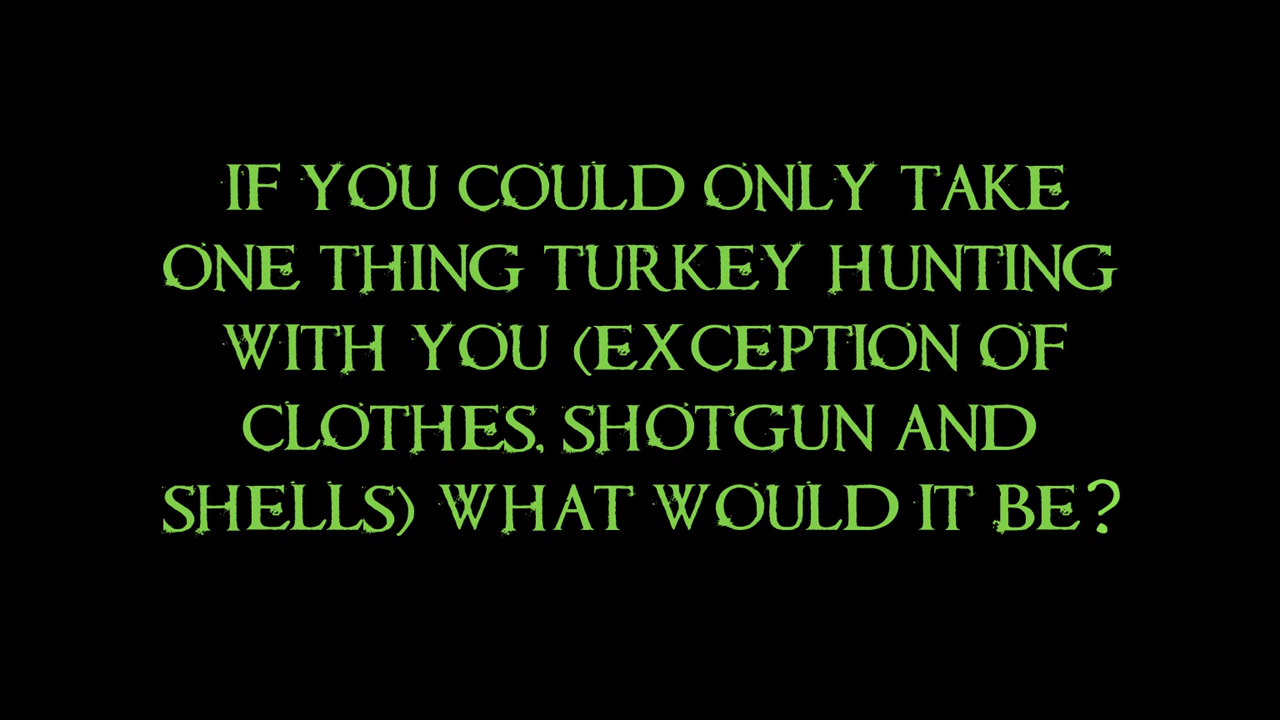 IF YOU COULD ONLY TAKE
ONE THING TURKEY HUNTING
WITH YOU (EXCEPTION OF
CLOTHES, SHOTGUN AND
SHELLS) WHAT WOULD IT BE?